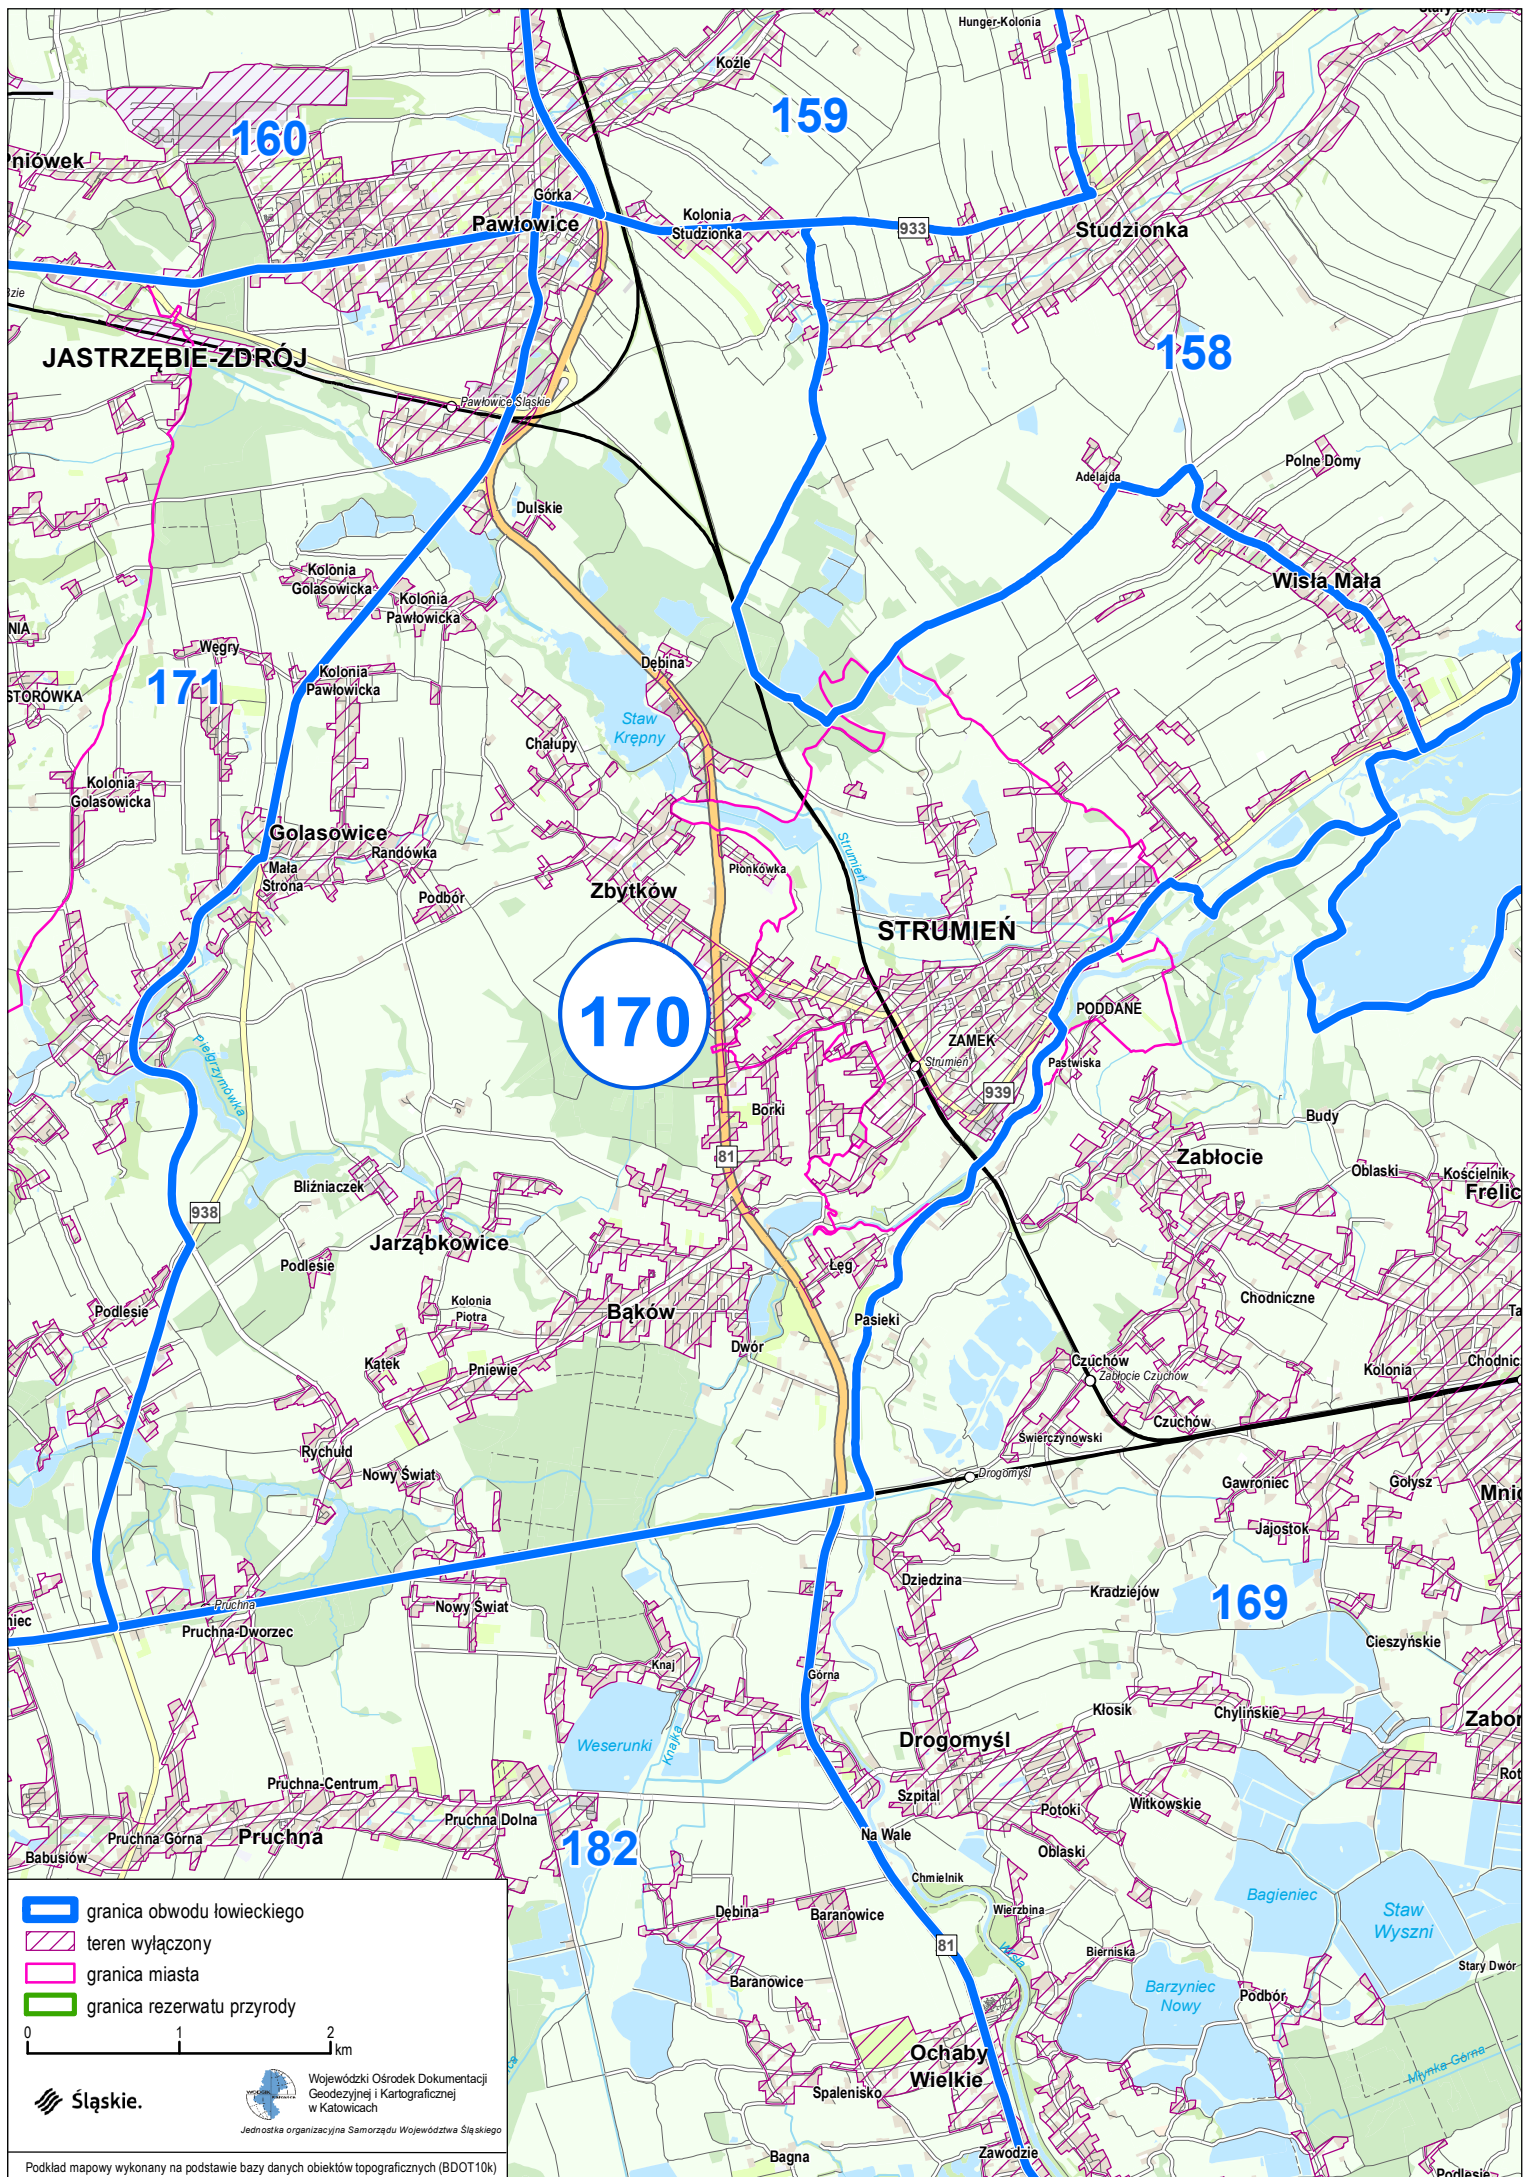 Hunger-Kolonia
Koźle
159
160
Pniówek
Górka
Pawłowice
Kolonia
Studzionka
933
Studzionka
JASTRZĘBIE-ZDRÓJ
158
Pawłowice Śląskie
Polne Domy
Adelajda
Dulskie
Kolonia
Golasowicka
Kolonia
Pawłowicka
Wisła Mała
Węgry
171
Kolonia
Pawłowicka
Dębina
Staw
Krępny
Chałupy
Kolonia
Golasowicka
Golasowice
Randówka
Mała
Strona
Podbór
Płonkówka
Strumień
Zbytków
STRUMIEŃ
170
PODDANE
ZAMEK
Strumień
Pastwiska
939
Pielgrzymówka
Borki
Budy
81
Zabłocie
Oblaski
Kościelnik
Bliźniaczek
938
Jarząbkowice
Podlesie
Łęg
Podlesie
Kolonia
Piotra
Bąków
Pasieki
Chodniczne
Dwór
Kątek
Pniewie
Czuchów
Zabłocie Czuchów
Kolonia
Czuchów
Świerczynowski
Rychułd
Nowy Świat
Drogomyśl
Gawroniec
Gołysz
Jajostok
Dziedzina
Kradziejów
169
Pruchna
Nowy Świat
Pruchna-Dworzec
Cieszyńskie
Knaj
Górna
Kłosik
Chylińskie
Weserunki
Knajka
Drogomyśl
Pruchna-Centrum
Szpital
Potoki
Witkowskie
Pruchna Dolna
Pruchna Górna
Pruchna
182
Na Wale
Babusiów
Oblaski
Chmielnik
Bagieniec
Staw
Wyszni
Dębina
Baranowice
Wierzbina
81
Wisła
Bierniska
Stary Dwór
Baranowice
Barzyniec
Nowy
Podbór
Ochaby
Wielkie
Młynka Górna
Spalenisko
Zawodzie
Bagna
Podlesie
granica obwodu łowieckiego
teren wyłączony
granica miasta
granica rezerwatu przyrody
0 1 2
km
Śląskie.
Wojewódzki Ośrodek Dokumentacji
Geodezyjnej i Kartograficznej
w Katowicach
Jednostka organizacyjna Samorządu Województwa Śląskiego
Podkład mapowy wykonany na podstawie bazy danych obiektów topograficznych (BDOT10k)